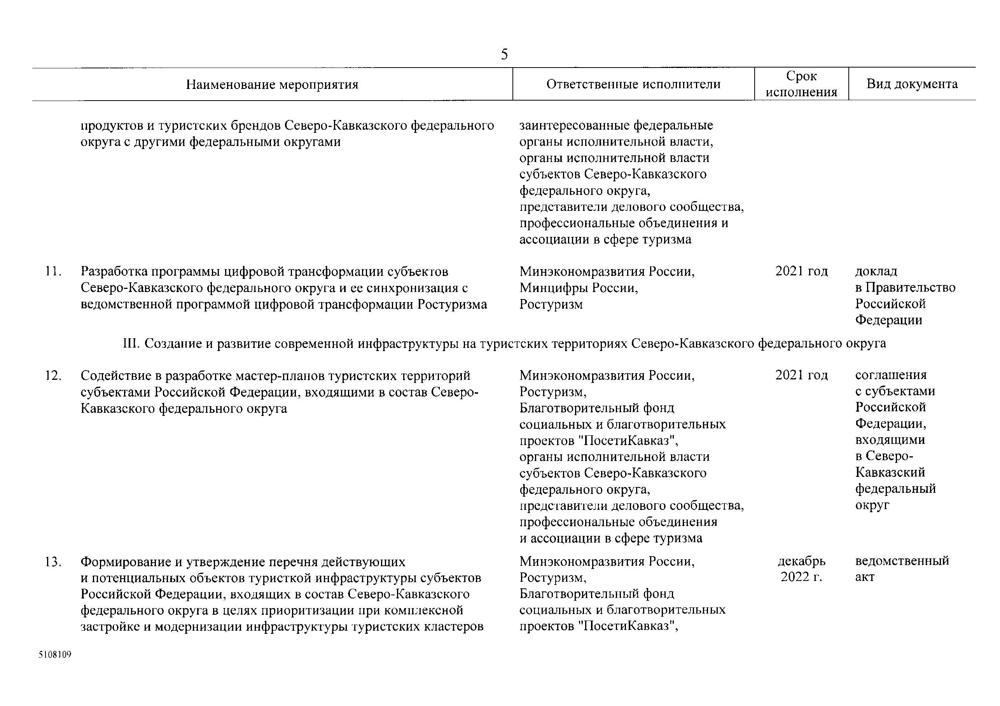 5
Наименование мероприятия
Ответственные исполнители
Срок
исполнения
Вид документа
продуктов и туристских брендов Северо-Кавказского федерального
округа с другими федеральными округами
заинтересованные федеральные
органы исполнительной власти,
органы исполнительной власти
субъектов Северо-Кавказского
федерального округа,
представители делового сообщества,
профессиональные объединения и
ассоциации в сфере туризма
11.
Разработка программы цифровой трансформации субъектов
Северо-Кавказского федерального округа и ее синхронизация с
ведомственной программой цифровой трансформации Ростуризма
Минэкономразвития России,
Минцифры России,
Ростуризм
2021 год
доклад
в Правительство
Российской
Федерации
III. Создание и развитие современной инфраструктуры на туристских территориях Северо-Кавказского федерального округа
12.
Содействие в разработке мастер-планов туристских территорий
субъектами Российской Федерации, входящими в состав Северо-
Кавказского федерального округа
Минэкономразвития России,
Ростуризм,
Благотворительный фонд
социальных и благотворительных
проектов "ПосетиКавказ",
органы исполнительной власти
субъектов Северо-Кавказского
федерального округа,
представители делового сообщества,
профессиональные объединения
и ассоциации в сфере туризма
2021 год
соглашения
с субъектами
Российской
Федерации,
входящими
в Северо-
Кавказский
федеральный
округ
13.
Формирование и утверждение перечня действующих
и потенциальных объектов туристкой инфраструктуры субъектов
Российской Федерации, входящих в состав Северо-Кавказского
федерального округа в целях приоритизации при комплексной
застройке и модернизации инфраструктуры туристских кластеров
Минэкономразвития России,
Ростуризм,
Благотворительный фонд
социальных и благотворительных
проектов "ПосетиКавказ",
декабрь
2022 г.
ведомственный
акт
5108109